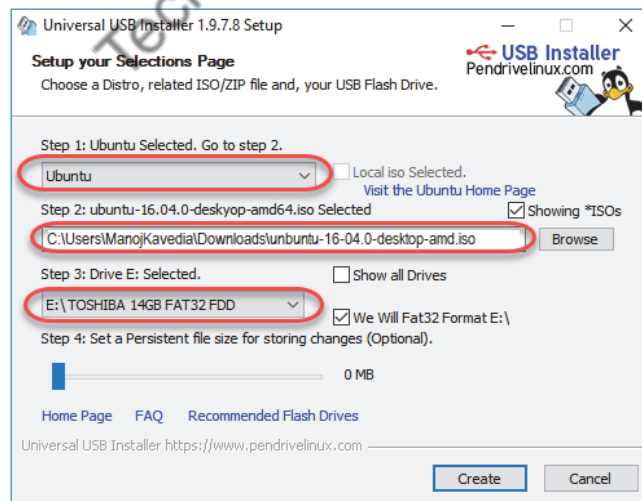 Tech
Universal USB Installer 1.9.7.8 Setup
Setup your Selections Page
Choose a Distro, related ISO/ZIP file and, your USB Flash Drive.
USB Installer
Pendrivelinux.com
Step 1: Ubuntu Selected. Go to step 2.
Ubuntu
Local iso Selected.
Visit the Ubuntu Home Page
Step 2: ubuntu-16.04.0-deskyop-amd64.iso Selected
Showing *ISOs
C:\Users\ManojKavedia\Downloads\unbuntu-16-04.0-desktop-amd.iso
Browse
Step 3: Drive E: Selected.
Show all Drives
E:\TOSHIBA 14GB FAT32 FDD
We Will Fat32 Format E:\
Step 4: Set a Persistent file size for storing changes (Optional).
0 MB
Home Page FAQ Recommended Flash Drives
Universal USB Installer https://www.pendrivelinux.com
Create Cancel